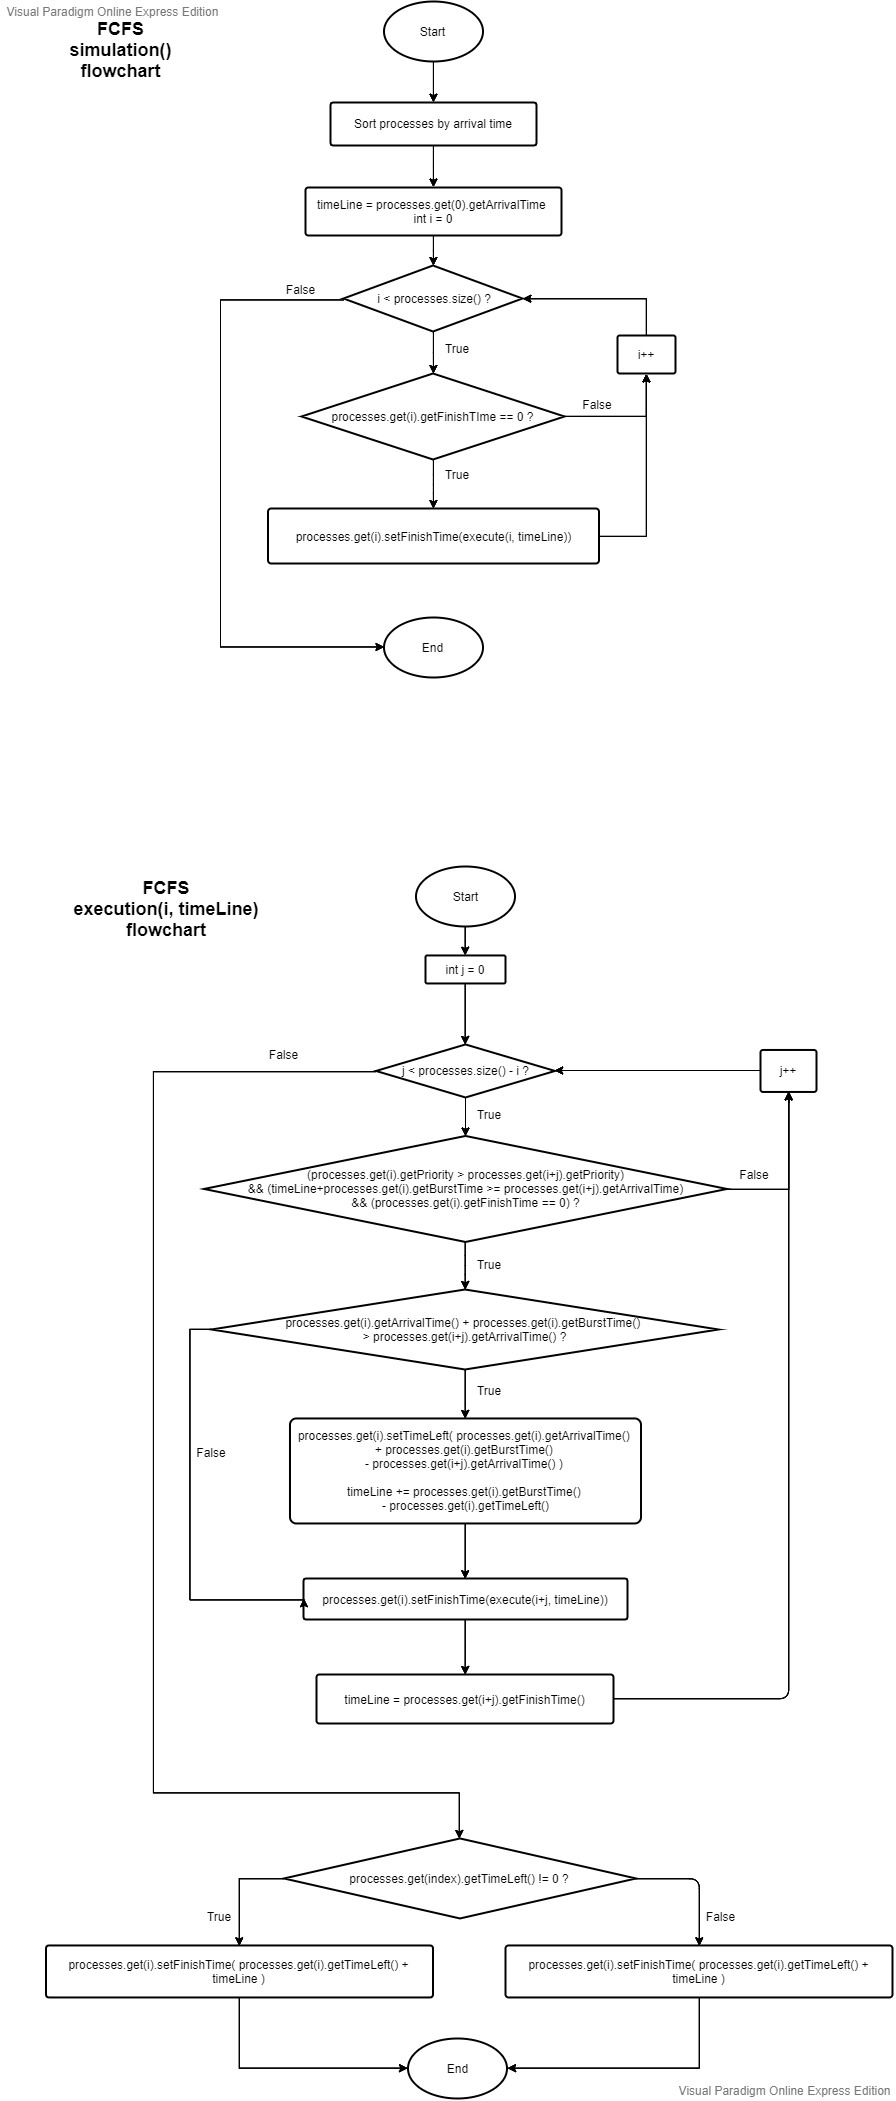 Visual Paradigm Online Express Edition
FCFS
simulation()
flowchart
Start
Sort processes by arrival time
timeLine = processes.get(0).getArrivalTime
int i = 0
False
i < processes.size() ?
True
i++
processes.get(i).getFinishTIme == 0 ?
False
True
processes.get(i).setFinishTime(execute(i, timeLine))
End
FCFS
execution(i, timeLine)
flowchart
Start
int j = 0
False
j < processes.size() - i ?
j++
True
(processes.get(i).getPriority > processes.get(i+j).getPriority)
&& (timeLine+processes.get(i).getBurstTime >= processes.get(i+j).getArrivalTime)
&& (processes.get(i).getFinishTime == 0) ?
False
True
processes.get(i).getArrivalTime() + processes.get(i).getBurstTime()
> processes.get(i+j).getArrivalTime() ?
True
False
processes.get(i).setTimeLeft( processes.get(i).getArrivalTime()
+ processes.get(i).getBurstTime()
- processes.get(i+j).getArrivalTime() )
timeLine += processes.get(i).getBurstTime()
- processes.get(i).getTimeLeft()
processes.get(i).setFinishTime(execute(i+j, timeLine))
timeLine = processes.get(i+j).getFinishTime()
processes.get(index).getTimeLeft() != 0 ?
True
False
processes.get(i).setFinishTime( processes.get(i).getTimeLeft() +
timeLine )
processes.get(i).setFinishTime( processes.get(i).getTimeLeft() +
timeLine )
End
Visual Paradigm Online Express Edition